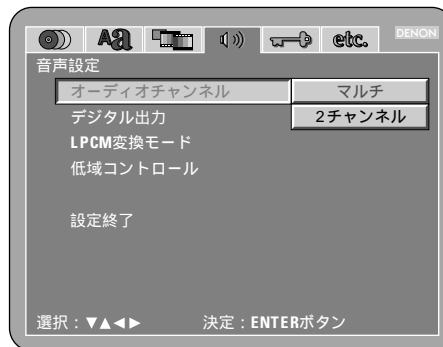 Aあ etc. DENON
音声設定
オーディオチャンネル マルチ
デジタル出力 2チャンネル
LPCM変換モード
低域コントロール
設定終了
選択：▼▲◀▶ 決定：ENTERボタン